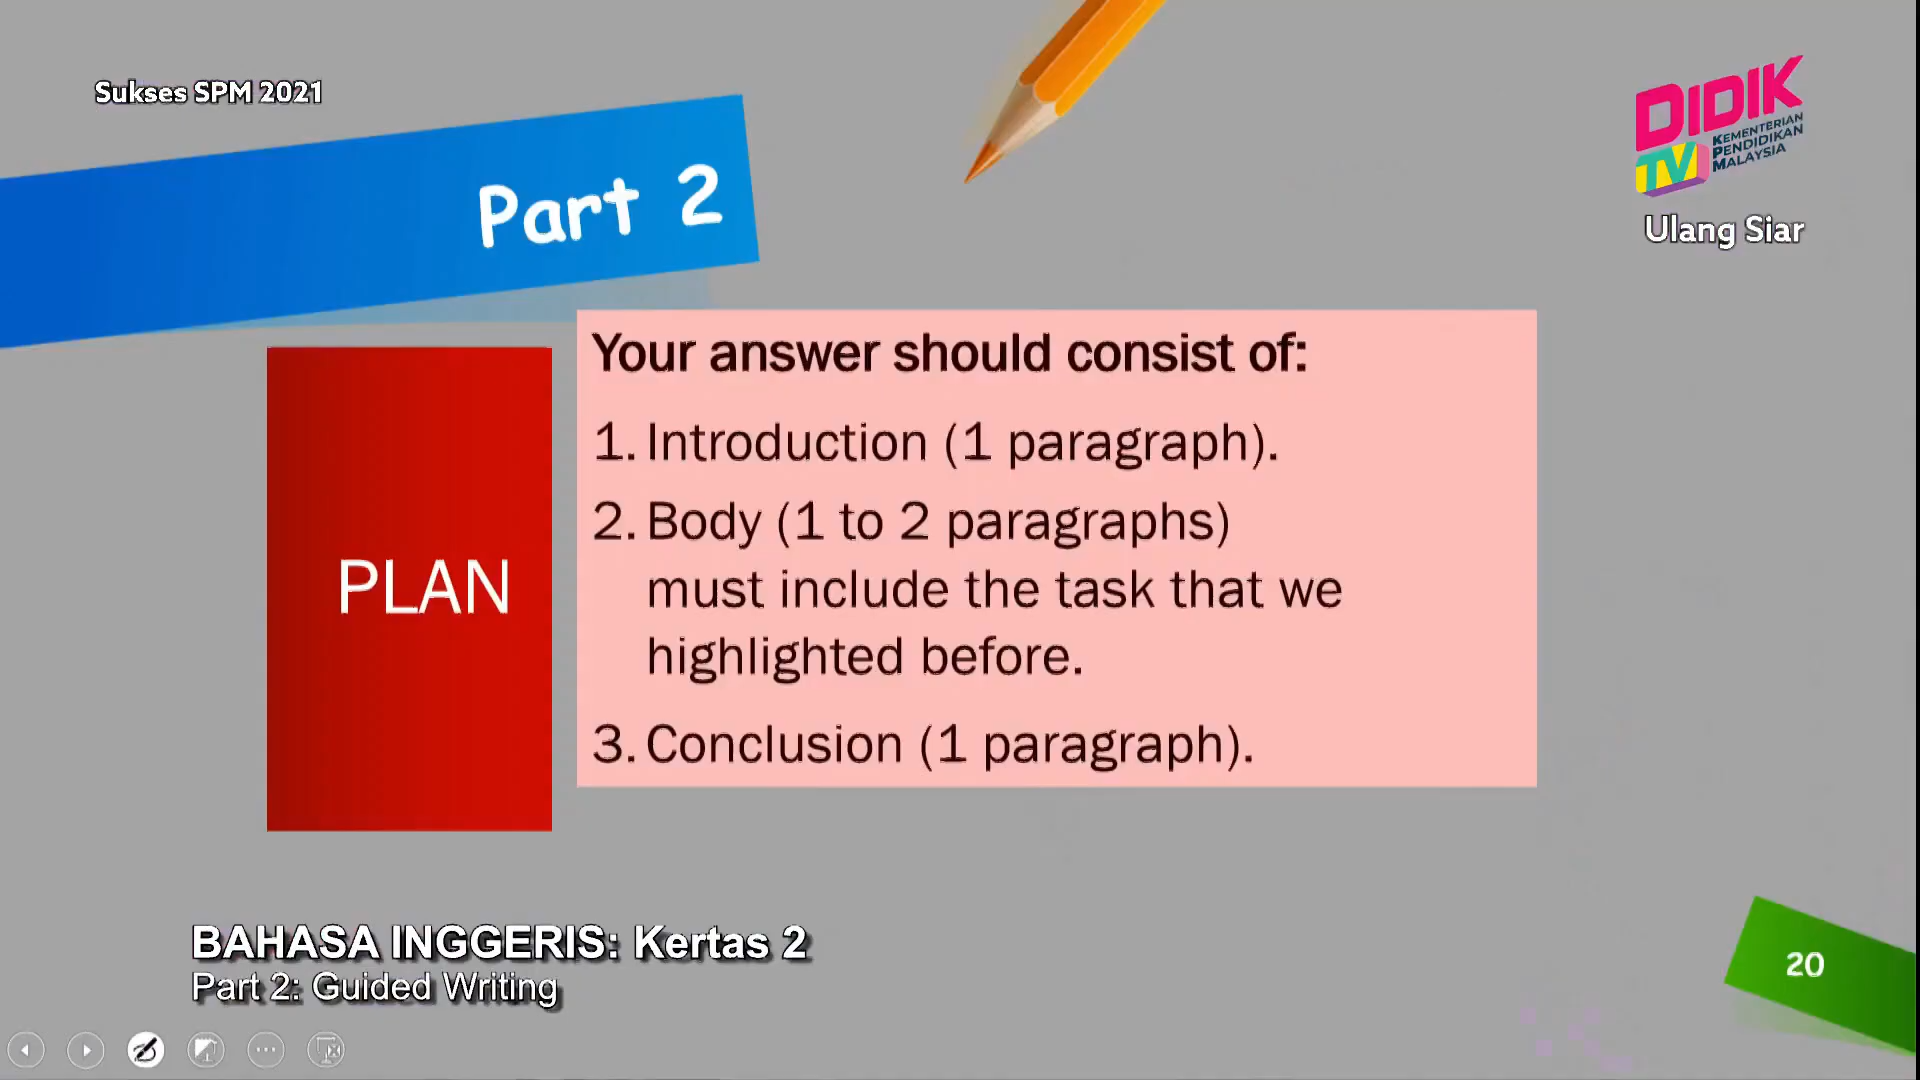 Sukses SPM 2021
DIDIK
TV
KEMENTERIAN
PENDIDIKAN
MALAYSIA
Ulang Siar
Part 2
PLAN
Your answer should consist of:
1. Introduction (1 paragraph).
2. Body (1 to 2 paragraphs)
must include the task that we
highlighted before.
3. Conclusion (1 paragraph).
BAHASA INGGERIS: Kertas 2
Part 2: Guided Writing
20